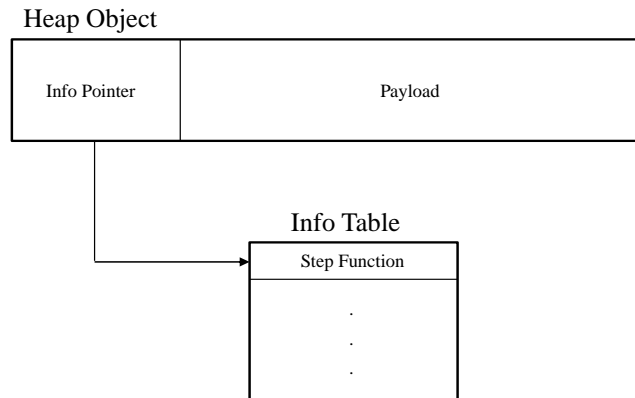 Heap Object
Info Pointer
Payload
Info Table
Step Function
.
.
.